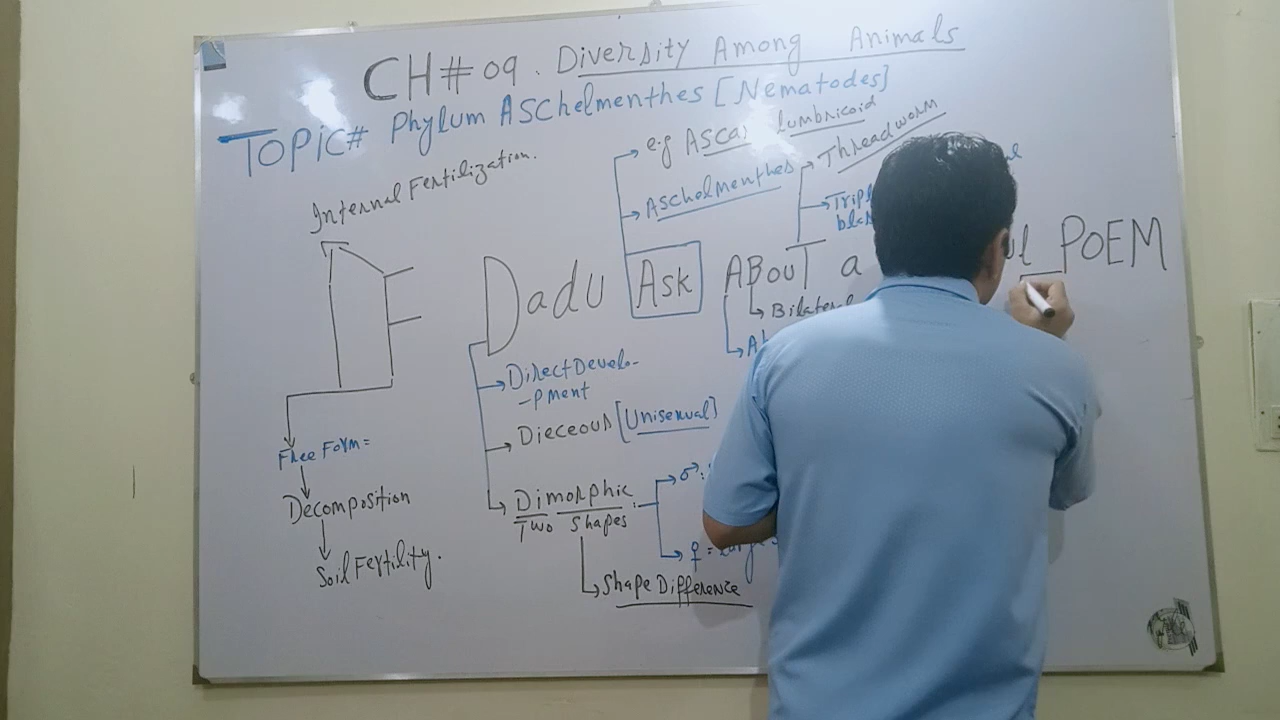 CH# 09. Diversity Among Animals
TOPIC# Phylum ASChelmenthes [Nematodes]
Internal Fertilization.
e.g Ascar lumbricoid
Aschelmenthes
Threadworm
F Dadu Ask ABouT a POEM
Bilateral
Direct Develo-
-pment
Dieceous [Unisexual]
Free Form =
Decomposition
Soil Fertility.
Dimorphic
Two Shapes
♂:
♀ =
Shape Difference